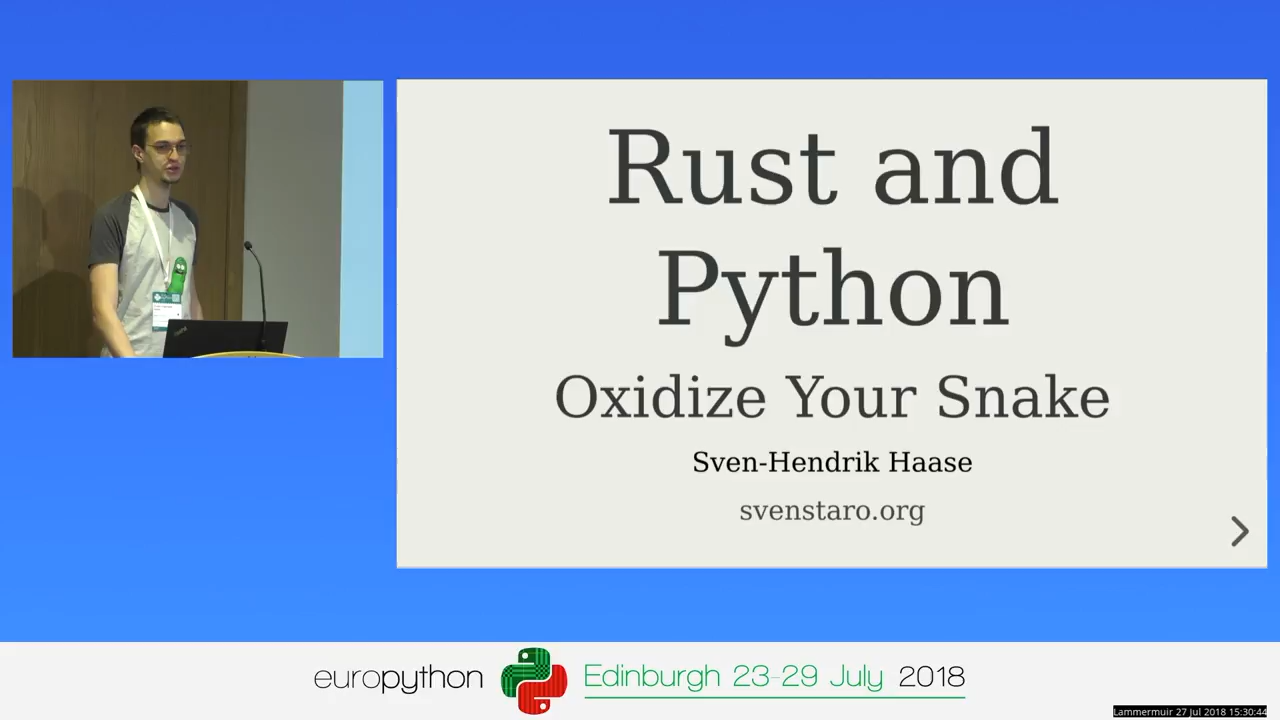 Rust and
Python
Oxidize Your Snake
Sven-Hendrik Haase
svenstaro.org
europython
Edinburgh 23-29 July 2018
Lammermuir 27 Jul 2018 15:30:44